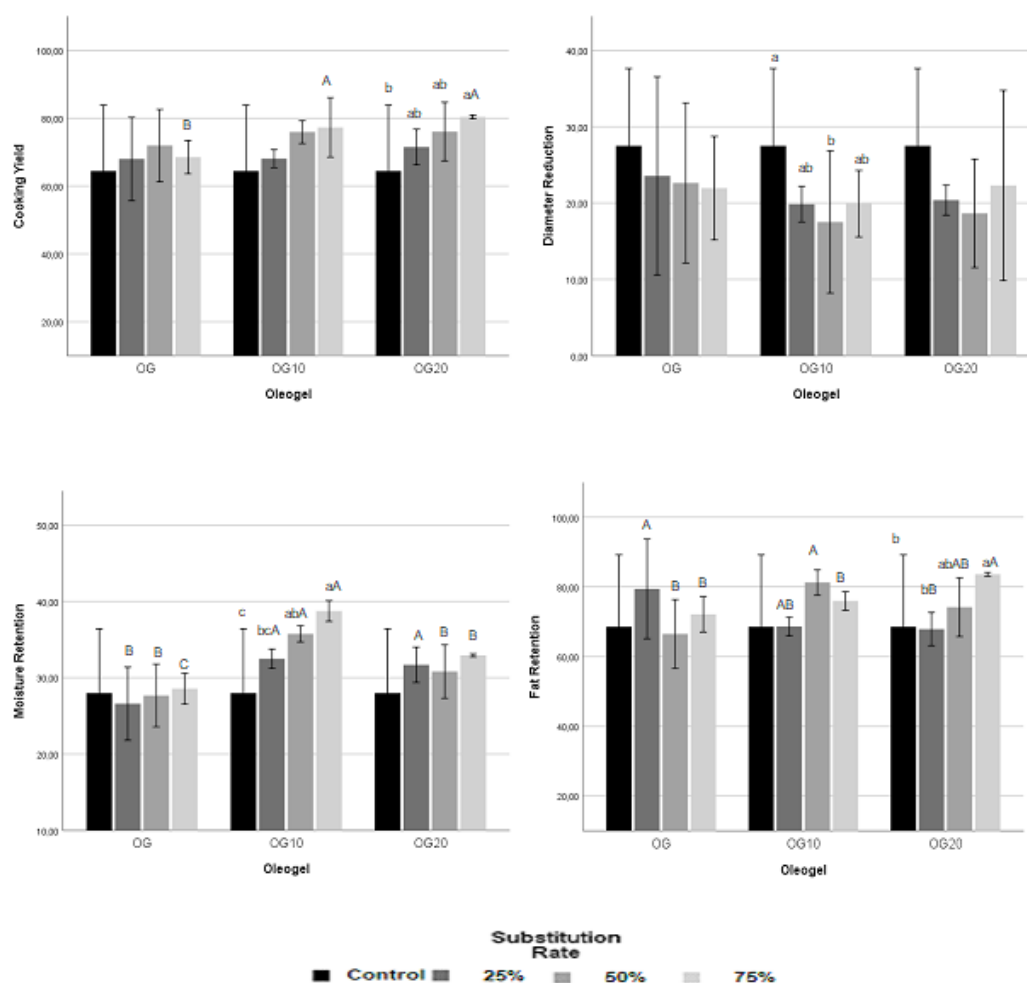 100,00
80,00
60,00
40,00
20,00
Cooking Yield
B
A
b
ab
ab
aA
OG
OG10
OG20
Oleogel
40,00
30,00
20,00
10,00
0,00
Diameter Reduction
a
ab
b
ab
OG
OG10
OG20
Oleogel
50,00
40,00
30,00
20,00
10,00
Moisture Retention
B
B
C
c
bcA
abA
aA
A
B
B
OG
OG10
OG20
Oleogel
100,00
80,00
60,00
40,00
20,00
Fat Retention
A
B
B
AB
A
B
b
bB
abAB
aA
OG
OG10
OG20
Oleogel
Substitution
Rate
Control 25% 50% 75%